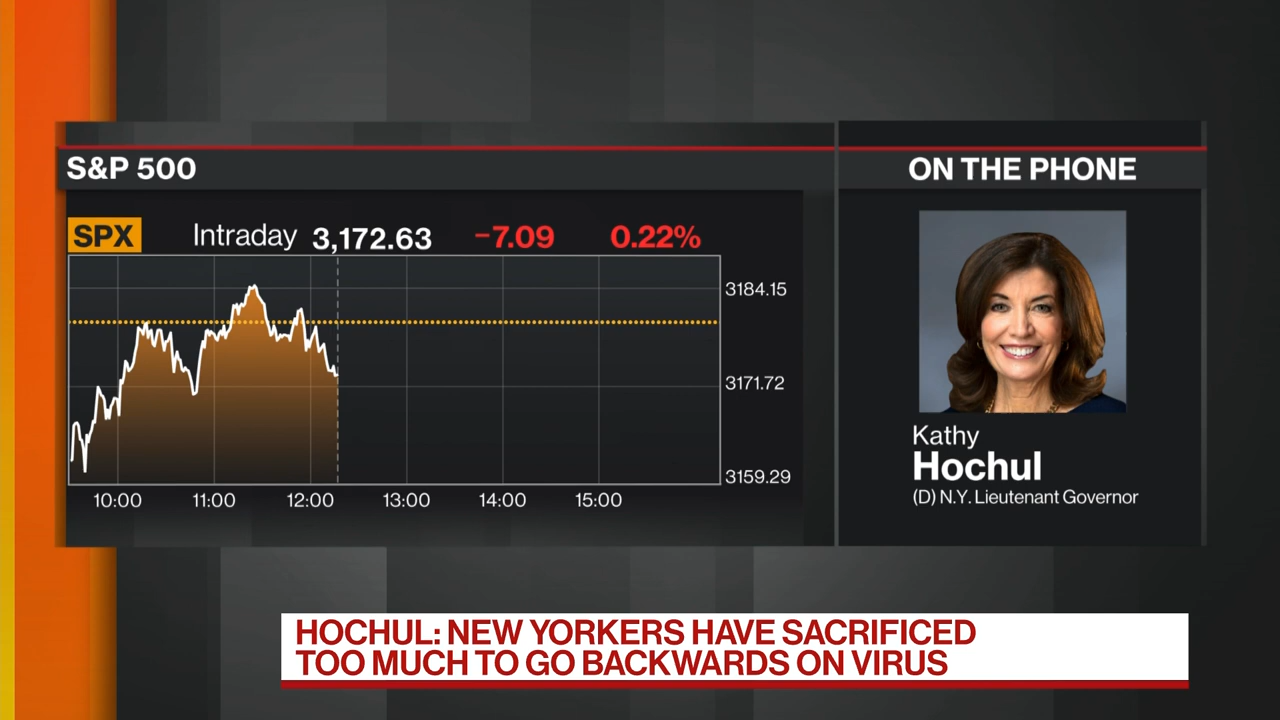 S&P 500
SPX Intraday 3,172.63 −7.09 0.22%
3184.15
3171.72
3159.29
10:00 11:00 12:00 13:00 14:00 15:00
ON THE PHONE
Kathy
Hochul
(D) N.Y. Lieutenant Governor
HOCHUL: NEW YORKERS HAVE SACRIFICED
TOO MUCH TO GO BACKWARDS ON VIRUS